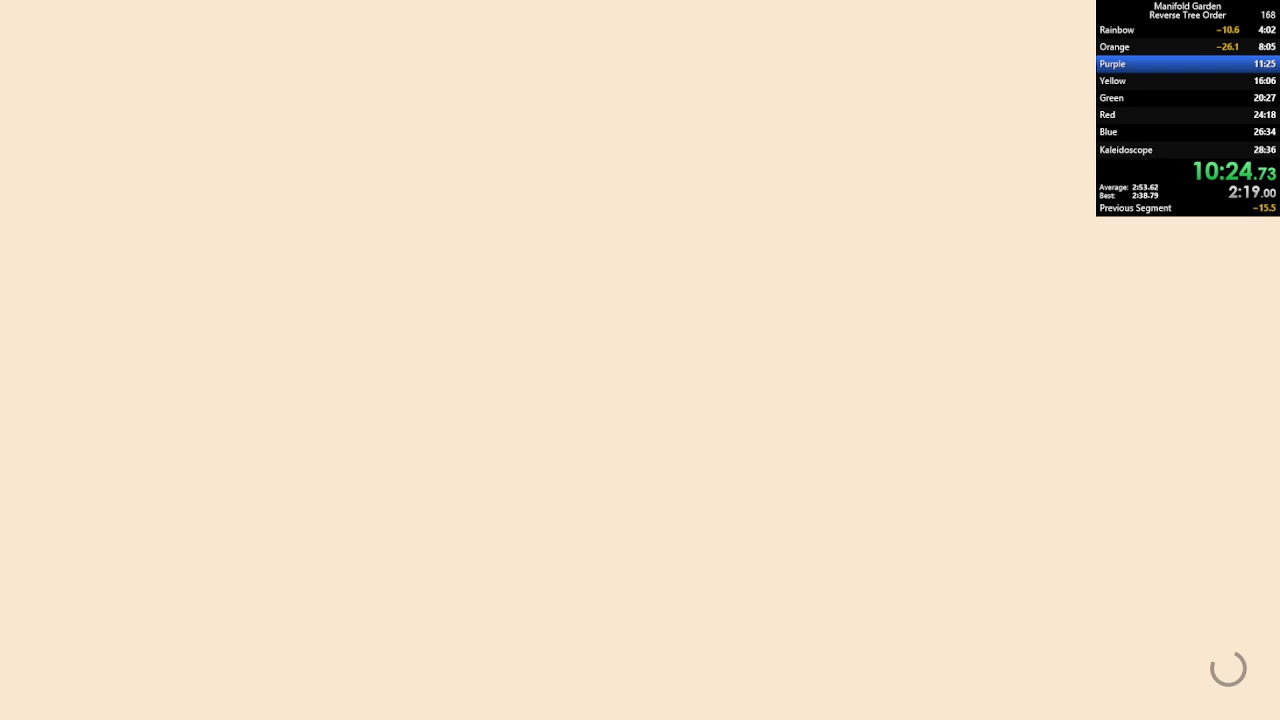 Manifold Garden
Reverse Tree Order 168
Rainbow −10.6 4:02
Orange −26.1 8:05
Purple 11:25
Yellow 16:06
Green 20:27
Red 24:18
Blue 26:34
Kaleidoscope 28:36
10:24.73
Average: 2:53.62
Best: 2:38.79
2:19.00
Previous Segment −15.5